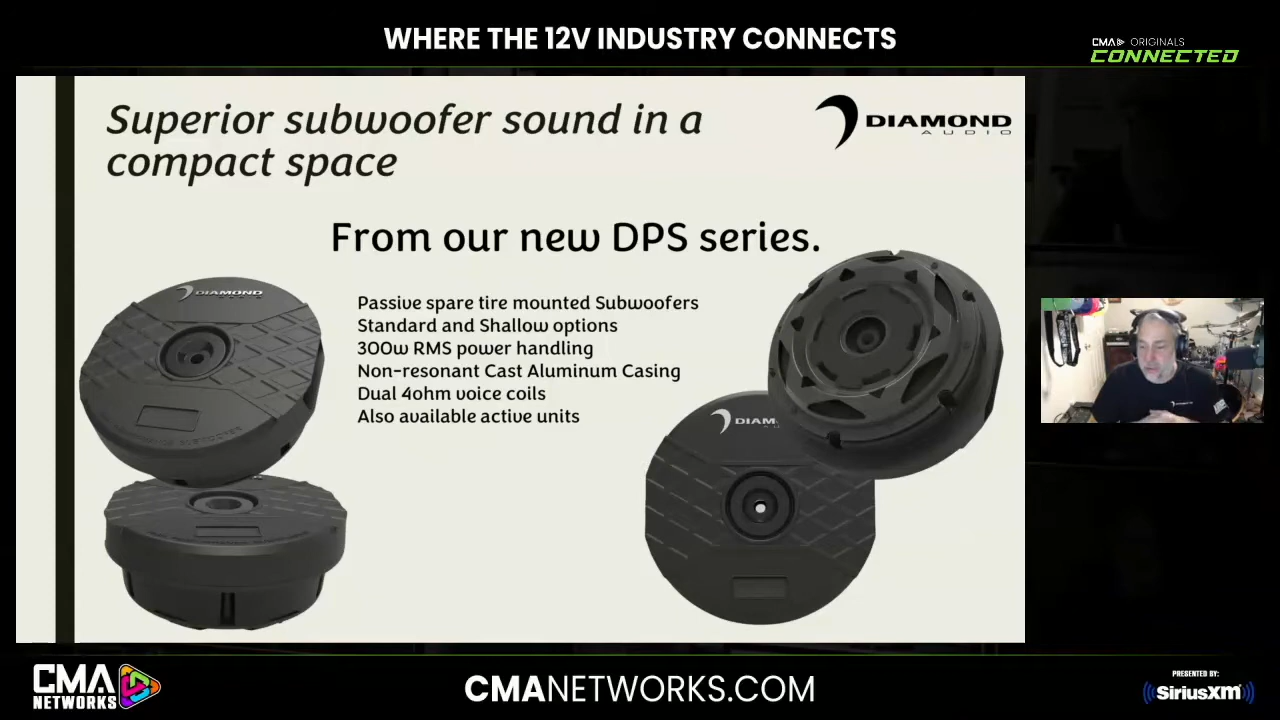 WHERE THE 12V INDUSTRY CONNECTS
CMA ORIGINALS
CONNECTED
Superior subwoofer sound in a
compact space
DIAMOND
AUDIO
From our new DPS series.
Passive spare tire mounted Subwoofers
Standard and Shallow options
300w RMS power handling
Non-resonant Cast Aluminum Casing
Dual 4ohm voice coils
Also available active units
DIAMOND
DIAM
CMA
NETWORKS
CMANETWORKS.COM
PRESENTED BY:
SiriusXM